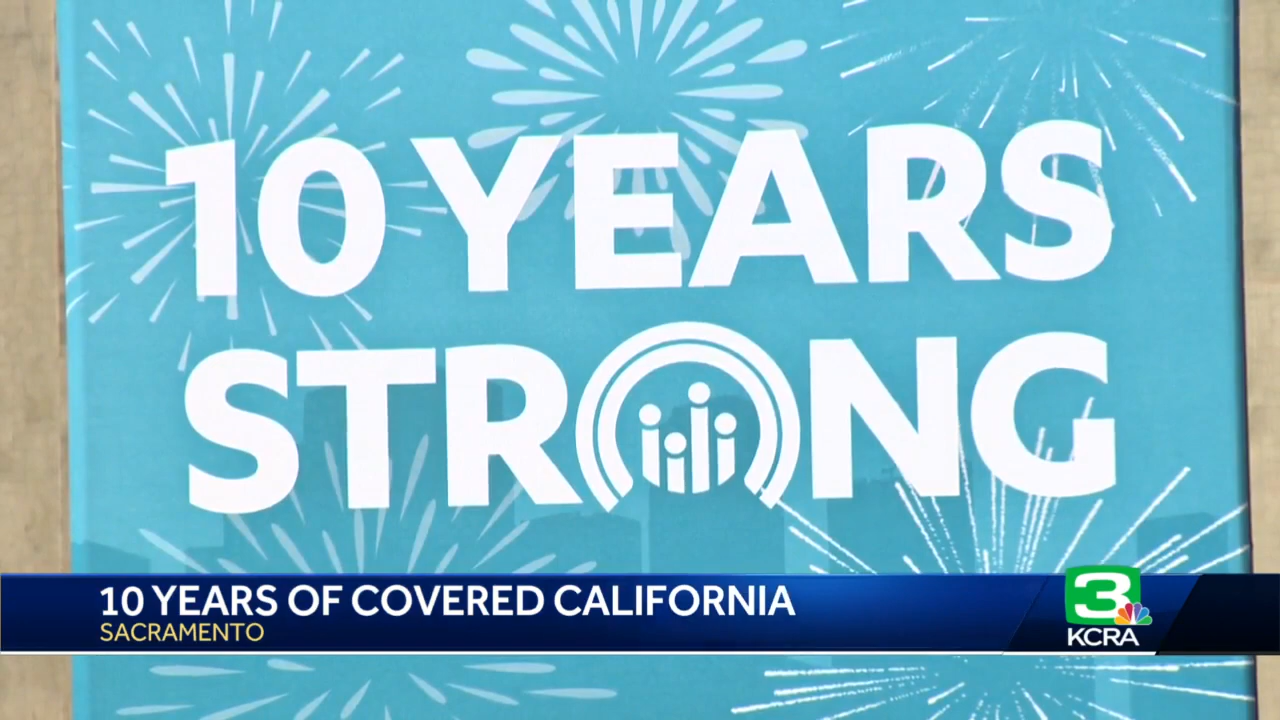 10 YEARS
STRONG
10 YEARS OF COVERED CALIFORNIA
SACRAMENTO
3
KCRA